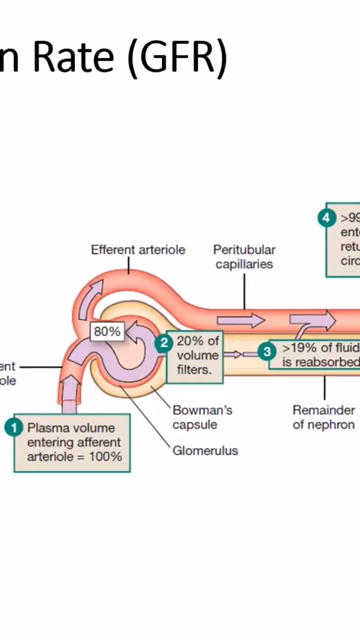 n Rate (GFR)
4 >99
ente
retu
circ
Efferent arteriole
Peritubular
capillaries
80%
2 20% of
volume
filters.
3 >19% of fluid
is reabsorbed
ent
ole
Bowman's
capsule
Remainder
of nephron
Glomerulus
1 Plasma volume
entering afferent
arteriole = 100%